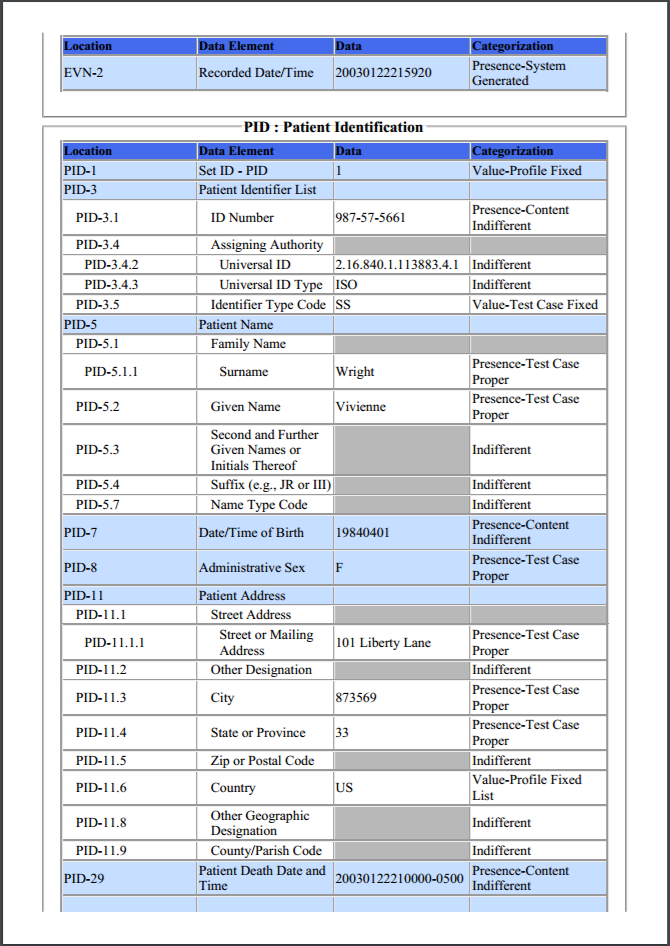 Location Data Element Data Categorization
EVN-2 Recorded Date/Time 20030122215920 Presence-System
Generated
PID : Patient Identification
Location Data Element Data Categorization
PID-1 Set ID - PID 1 Value-Profile Fixed
PID-3 Patient Identifier List
PID-3.1 ID Number 987-57-5661 Presence-Content
Indifferent
PID-3.4 Assigning Authority
PID-3.4.2 Universal ID 2.16.840.1.113883.4.1 Indifferent
PID-3.4.3 Universal ID Type ISO Indifferent
PID-3.5 Identifier Type Code SS Value-Test Case Fixed
PID-5 Patient Name
PID-5.1 Family Name
PID-5.1.1 Surname Wright Presence-Test Case
Proper
PID-5.2 Given Name Vivienne Presence-Test Case
Proper
PID-5.3 Second and Further
Given Names or
Initials Thereof Indifferent
PID-5.4 Suffix (e.g., JR or III) Indifferent
PID-5.7 Name Type Code Indifferent
PID-7 Date/Time of Birth 19840401 Presence-Content
Indifferent
PID-8 Administrative Sex F Presence-Test Case
Proper
PID-11 Patient Address
PID-11.1 Street Address
PID-11.1.1 Street or Mailing
Address 101 Liberty Lane Presence-Test Case
Proper
PID-11.2 Other Designation Indifferent
PID-11.3 City 873569 Presence-Test Case
Proper
PID-11.4 State or Province 33 Presence-Test Case
Proper
PID-11.5 Zip or Postal Code Indifferent
PID-11.6 Country US Value-Profile Fixed
List
PID-11.8 Other Geographic
Designation Indifferent
PID-11.9 County/Parish Code Indifferent
PID-29 Patient Death Date and
Time 20030122210000-0500 Presence-Content
Indifferent